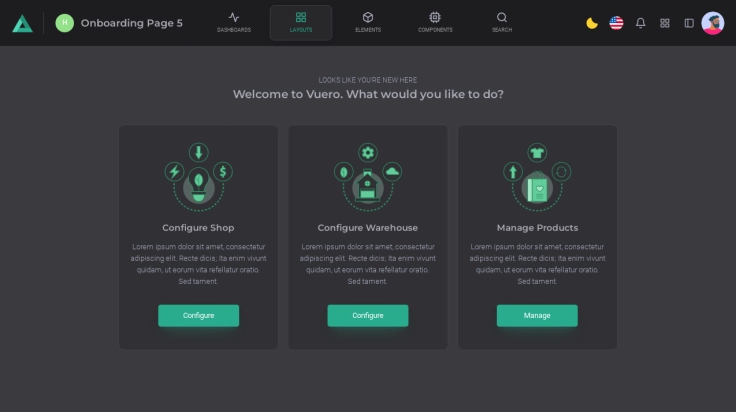 H
Onboarding Page 5
DASHBOARDS
LAYOUTS
ELEMENTS
COMPONENTS
SEARCH
LOOKS LIKE YOU'RE NEW HERE
Welcome to Vuero. What would you like to do?
$
Configure Shop
Lorem ipsum dolor sit amet, consectetur
adipiscing elit. Recte dicis; Ita enim vivunt
quidam, ut eorum vita refellatur oratio.
Sed tament
Configure
Configure Warehouse
Lorem ipsum dolor sit amet, consectetur
adipiscing elit. Recte dicis; Ita enim vivunt
quidam, ut eorum vita refellatur oratio.
Sed tament
Configure
Manage Products
Lorem ipsum dolor sit amet, consectetur
adipiscing elit. Recte dicis; Ita enim vivunt
quidam, ut eorum vita refellatur oratio.
Sed tament
Manage